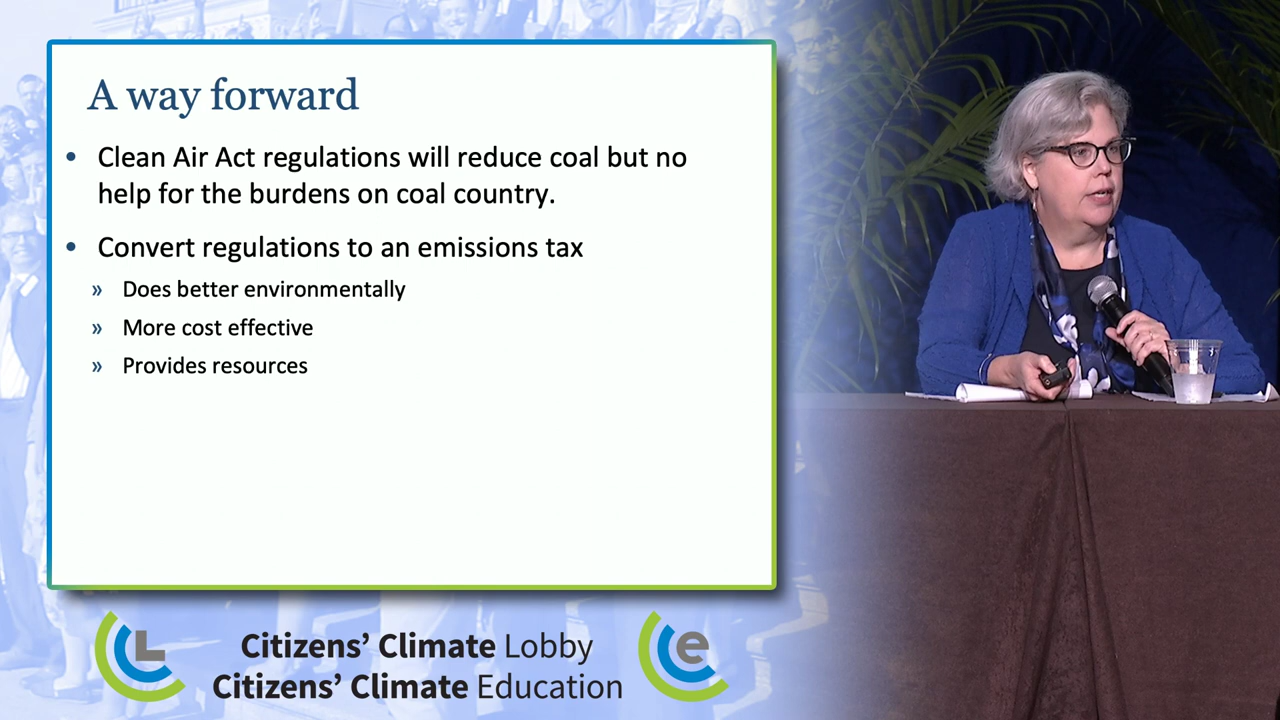 A way forward
• Clean Air Act regulations will reduce coal but no
help for the burdens on coal country.
• Convert regulations to an emissions tax
» Does better environmentally
» More cost effective
» Provides resources
CL
Citizens’ Climate Lobby
Citizens’ Climate Education
Ce